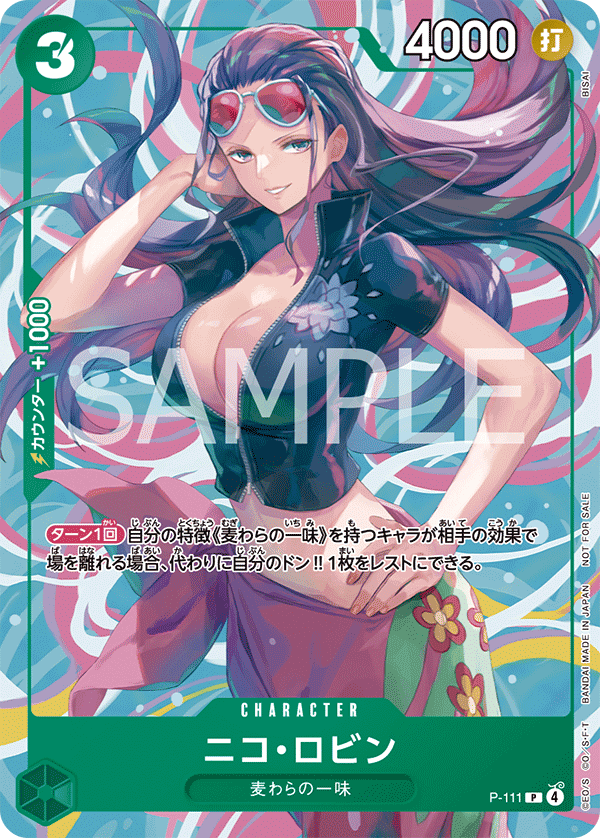 3
4000 打
BISAI
カウンター +1000
SAMPLE
ターン1回 自分の特徴《麦わらの一味》を持つキャラが相手の効果で
場を離れる場合、代わりに自分のドン!!1枚をレストにできる。
CHARACTER
ニコ・ロビン
麦わらの一味
P-111 P 4
©E.O/S ©O/S・F・T BANDAI MADE IN JAPAN NOT FOR SALE